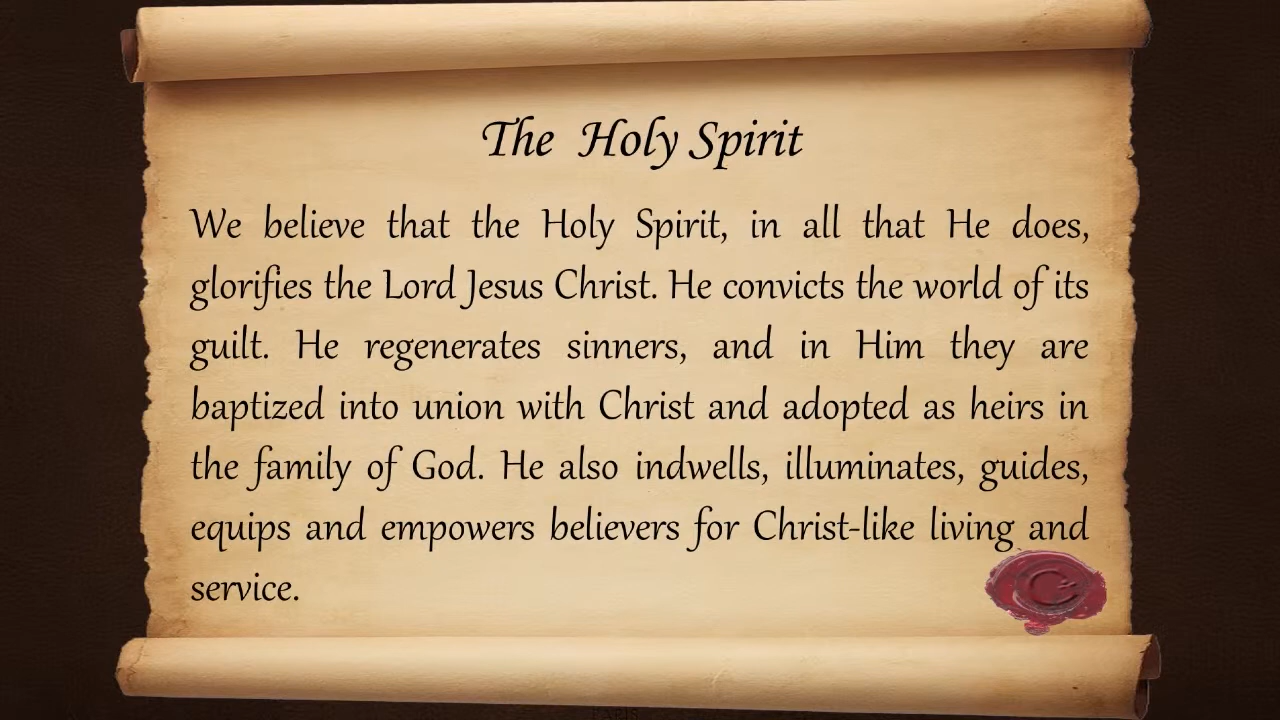 The Holy Spirit
We believe that the Holy Spirit, in all that He does,
glorifies the Lord Jesus Christ. He convicts the world of its
guilt. He regenerates sinners, and in Him they are
baptized into union with Christ and adopted as heirs in
the family of God. He also indwells, illuminates, guides,
equips and empowers believers for Christ-like living and
service.
C